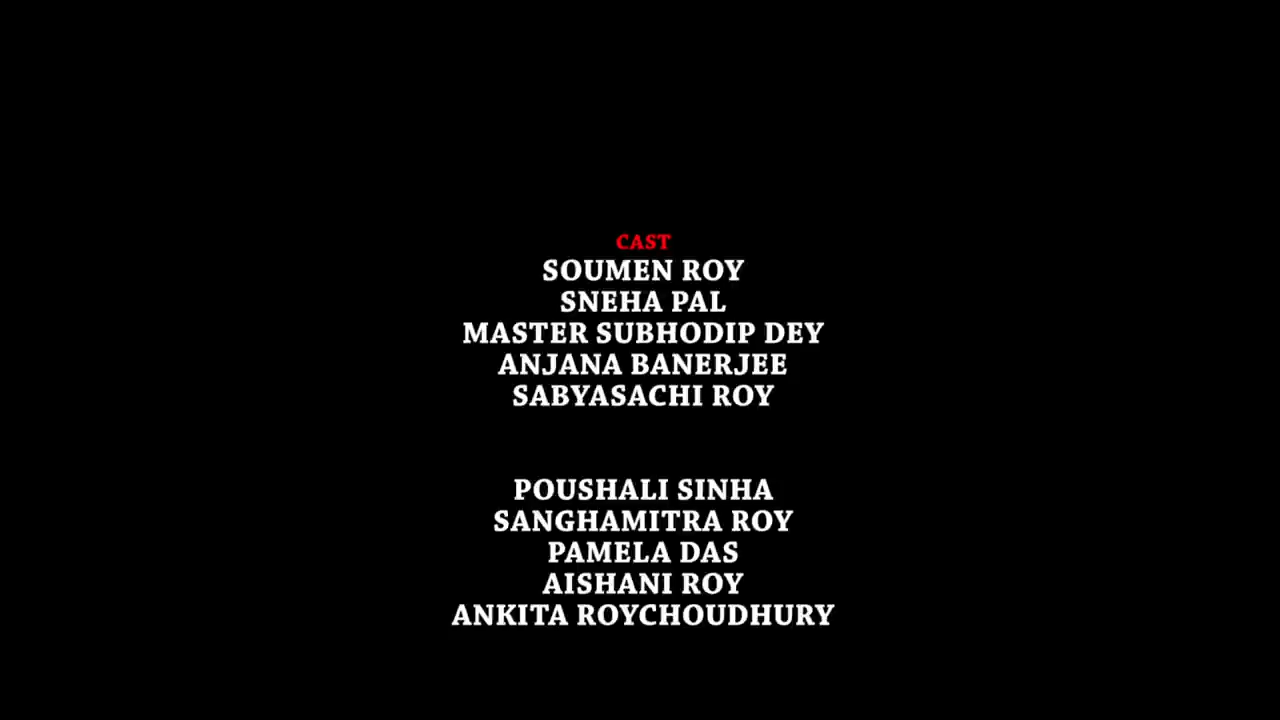 CAST
SOUMEN ROY
SNEHA PAL
MASTER SUBHODIP DEY
ANJANA BANERJEE
SABYASACHI ROY
POUSHALI SINHA
SANGHAMITRA ROY
PAMELA DAS
AISHANI ROY
ANKITA ROYCHOUDHURY